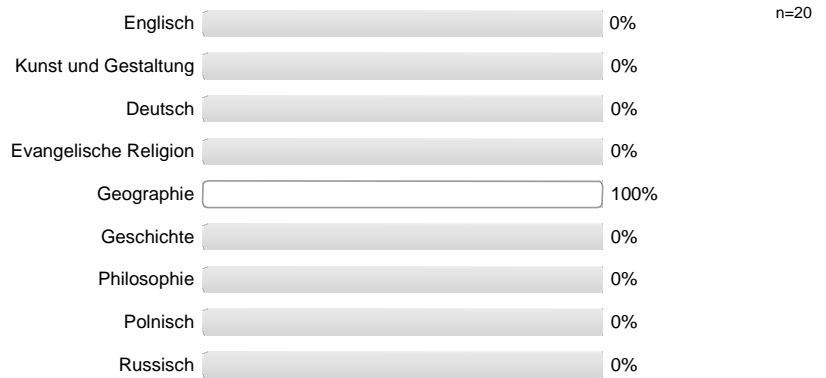 Englisch 0% n=20
Kunst und Gestaltung 0%
Deutsch 0%
Evangelische Religion 0%
Geographie 100%
Geschichte 0%
Philosophie 0%
Polnisch 0%
Russisch 0%